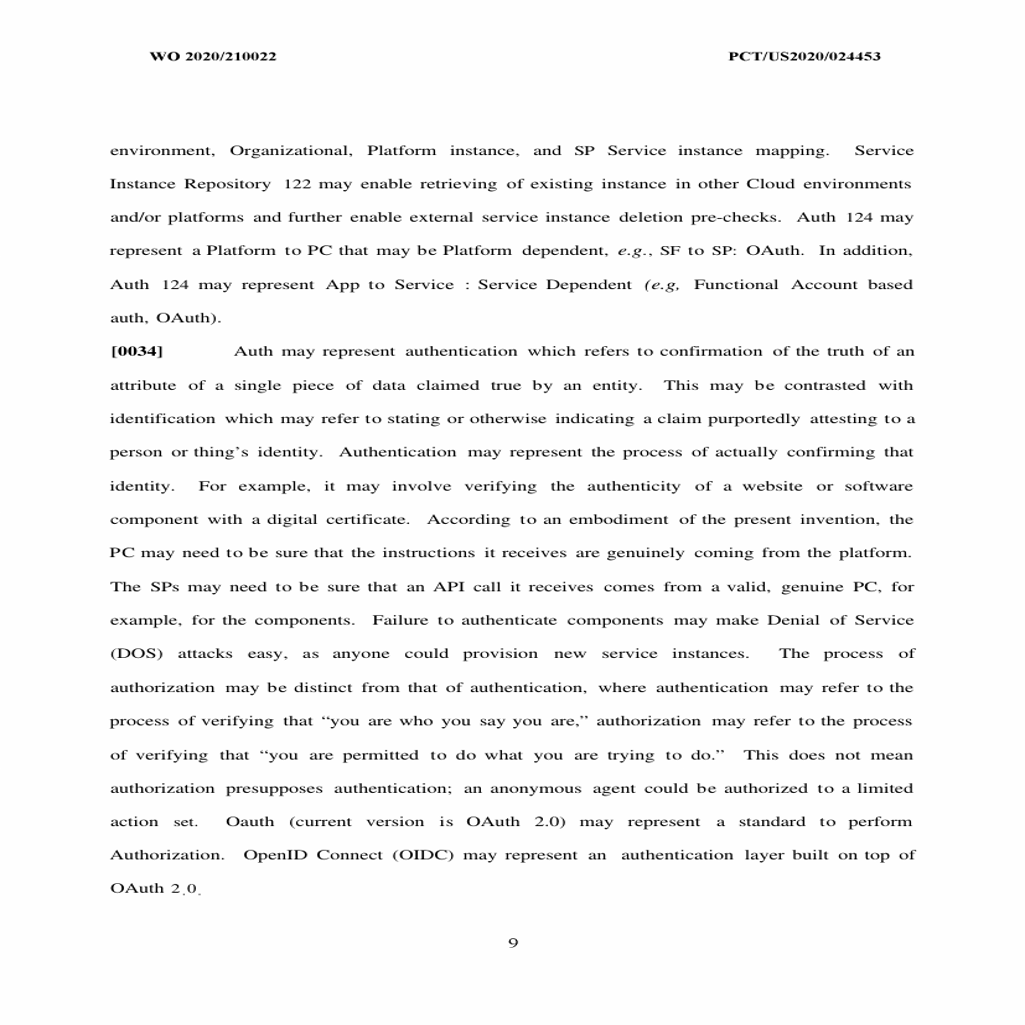 WO 2020/210022 PCT/US2020/024453
environment, Organizational, Platform instance, and SP Service instance mapping. Service
Instance Repository 122 may enable retrieving of existing instance in other Cloud environments
and/or platforms and further enable external service instance deletion pre-checks. Auth 124 may
represent a Platform to PC that may be Platform dependent, e.g., SF to SP: OAuth. In addition,
Auth 124 may represent App to Service : Service Dependent (e.g, Functional Account based
auth, OAuth).
[0034] Auth may represent authentication which refers to confirmation of the truth of an
attribute of a single piece of data claimed true by an entity. This may be contrasted with
identification which may refer to stating or otherwise indicating a claim purportedly attesting to a
person or thing’s identity. Authentication may represent the process of actually confirming that
identity. For example, it may involve verifying the authenticity of a website or software
component with a digital certificate. According to an embodiment of the present invention, the
PC may need to be sure that the instructions it receives are genuinely coming from the platform.
The SPs may need to be sure that an API call it receives comes from a valid, genuine PC, for
example, for the components. Failure to authenticate components may make Denial of Service
(DOS) attacks easy, as anyone could provision new service instances. The process of
authorization may be distinct from that of authentication, where authentication may refer to the
process of verifying that “you are who you say you are,” authorization may refer to the process
of verifying that “you are permitted to do what you are trying to do.” This does not mean
authorization presupposes authentication; an anonymous agent could be authorized to a limited
action set. Oauth (current version is OAuth 2.0) may represent a standard to perform
Authorization. OpenID Connect (OIDC) may represent an authentication layer built on top of
OAuth 2.0.
9